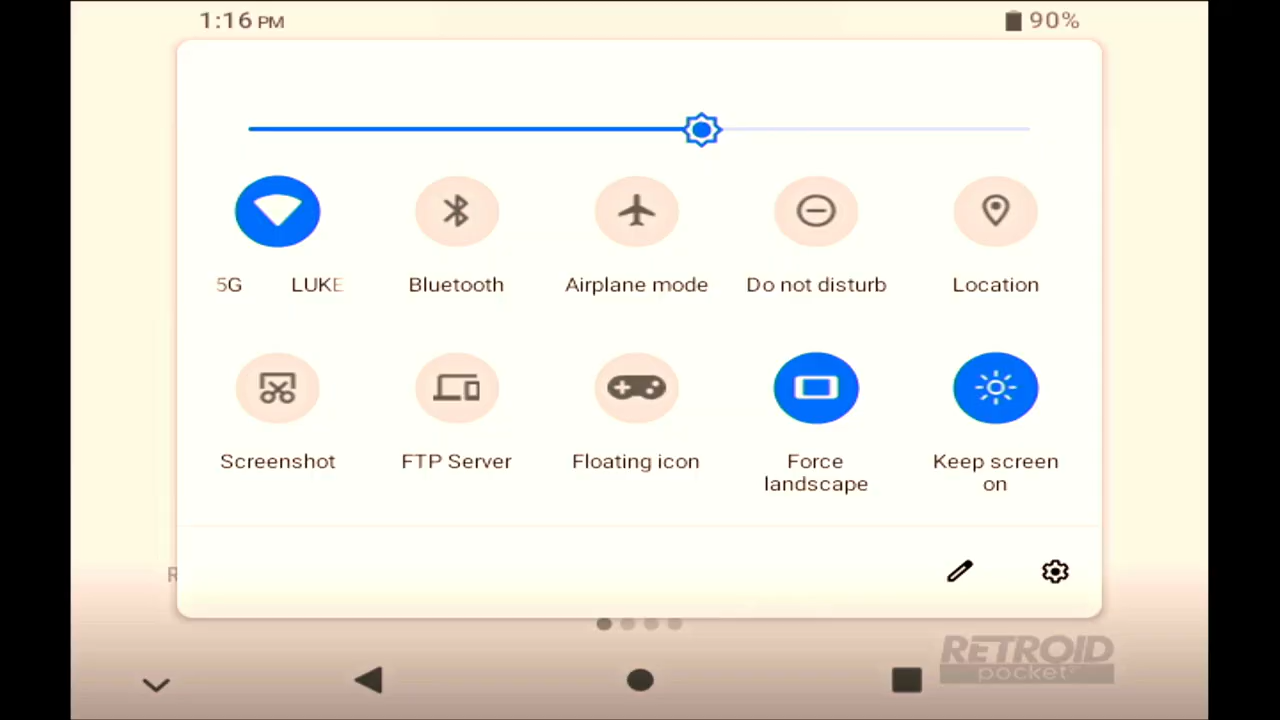 1:16 PM 90%
5G LUKE Bluetooth Airplane mode Do not disturb Location
Screenshot FTP Server Floating icon Force landscape Keep screen on
R
RETROID
pocket